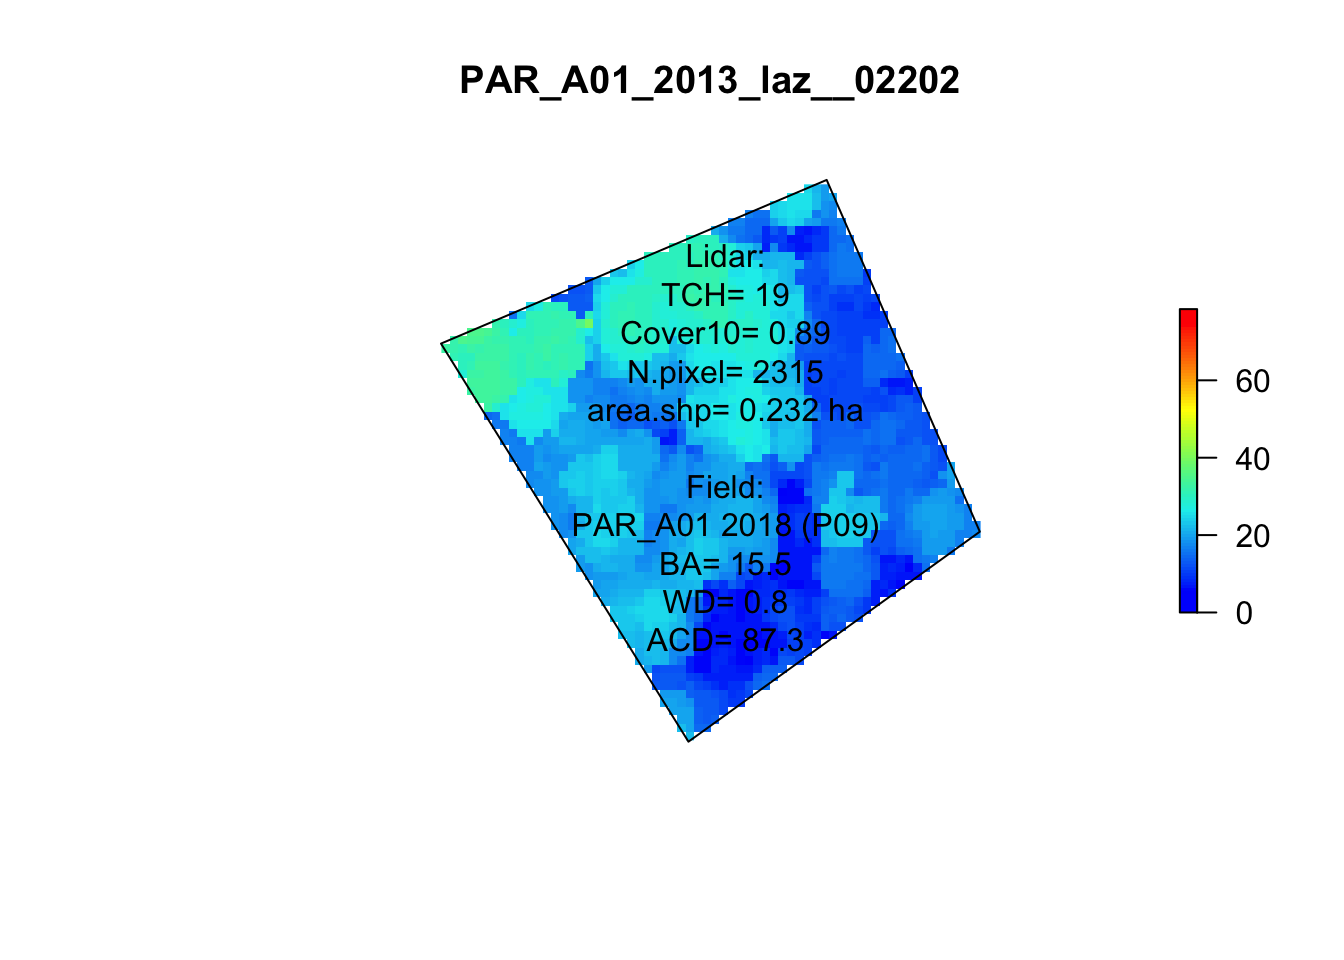 PAR_A01_2013_laz__02202
Lidar:
TCH= 19
Cover10= 0.89
N.pixel= 2315
area.shp= 0.232 ha
Field:
PAR_A01 2018 (P09)
BA= 15.5
WD= 0.8
ACD= 87.3
60
40
20
0